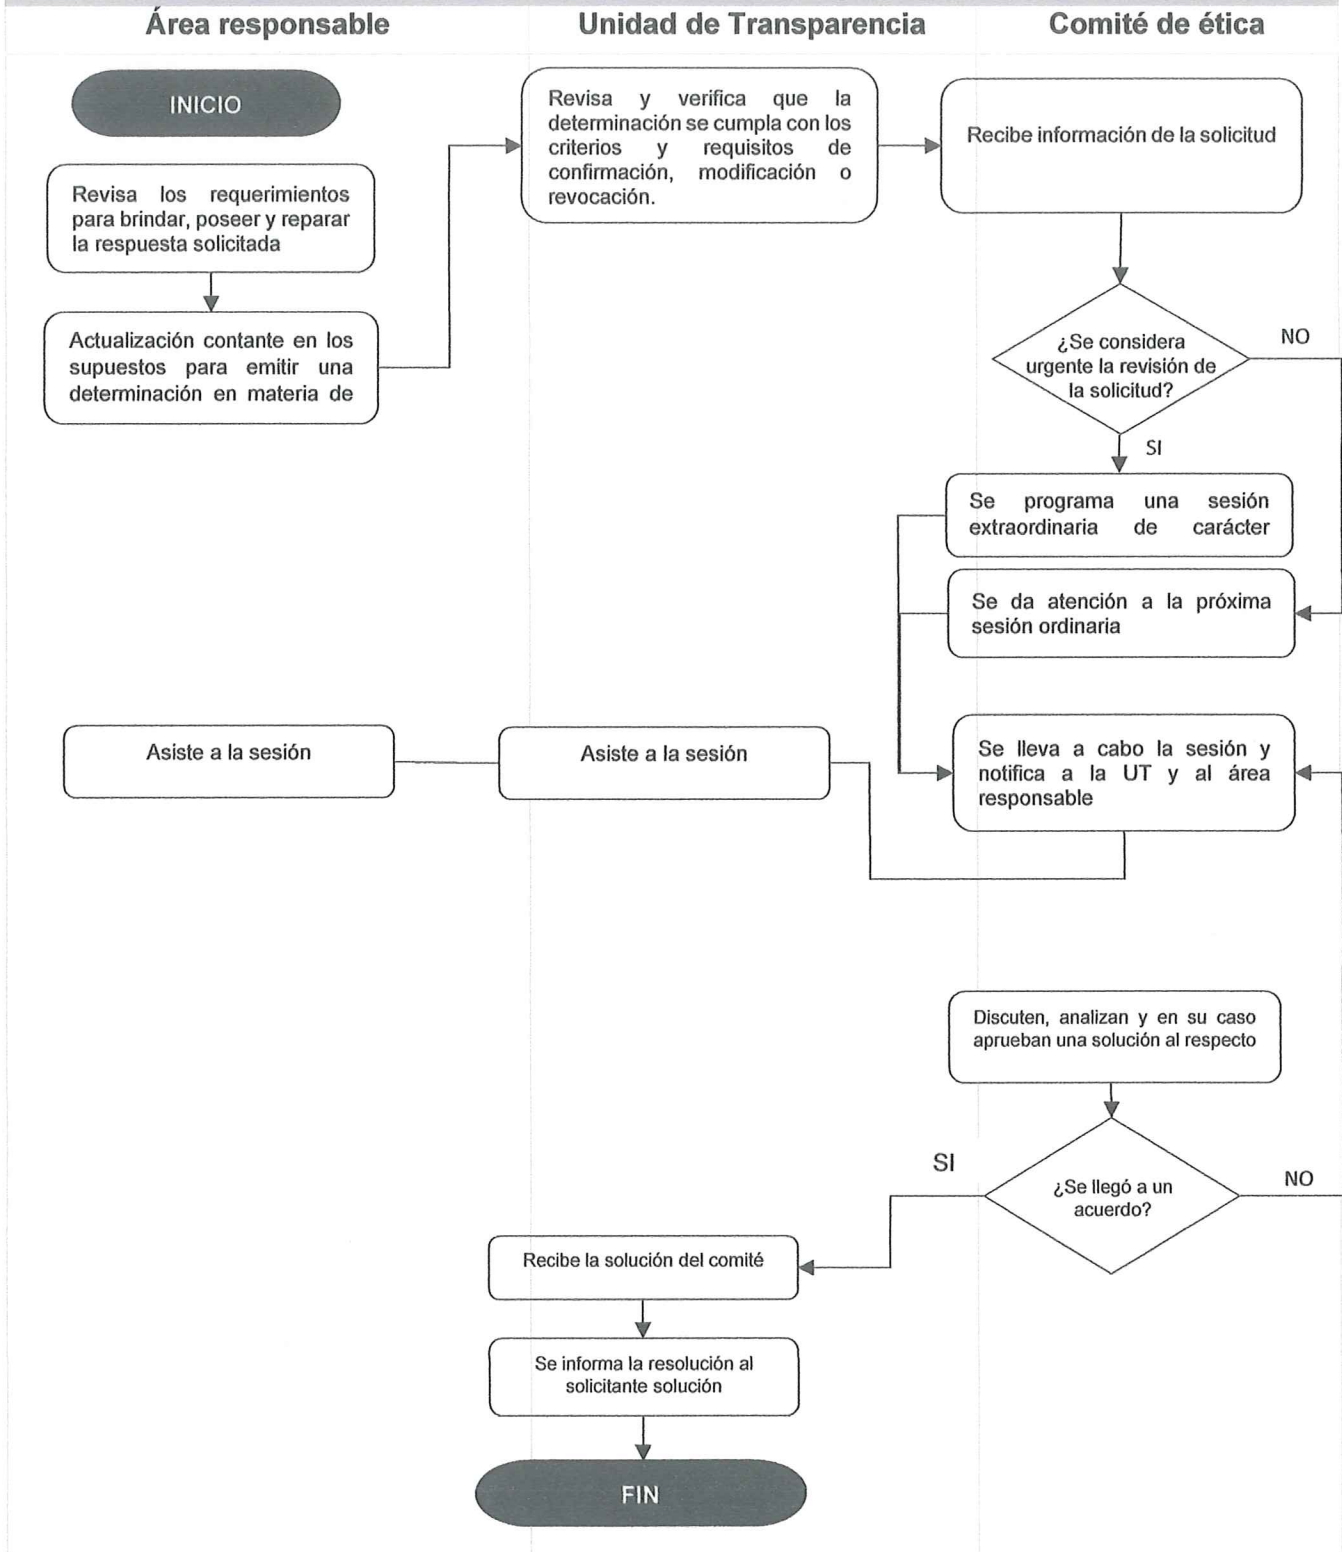 Área responsable
Unidad de Transparencia
Comité de ética
INICIO
Revisa los requerimientos
para brindar, poseer y reparar
la respuesta solicitada
Actualización contante en los
supuestos para emitir una
determinación en materia de
Revisa y verifica que la
determinación se cumpla con los
criterios y requisitos de
confirmación, modificación o
revocación.
Recibe información de la solicitud
¿Se considera
urgente la revisión de
la solicitud?
NO
SI
Se programa una sesión
extraordinaria de carácter
Se da atención a la próxima
sesión ordinaria
Asiste a la sesión
Asiste a la sesión
Se lleva a cabo la sesión y
notifica a la UT y al área
responsable
Discuten, analizan y en su caso
aprueban una solución al respecto
SI
¿Se llegó a un
acuerdo?
NO
Recibe la solución del comité
Se informa la resolución al
solicitante solución
FIN